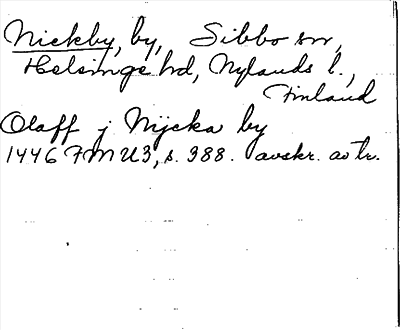 Nickby, by, Sibbo sn,
Helsinge hd, Nylands l.,
Finland
Olaff j Nijcka by
1446 FMU3, s. 388. avskr. av tr.